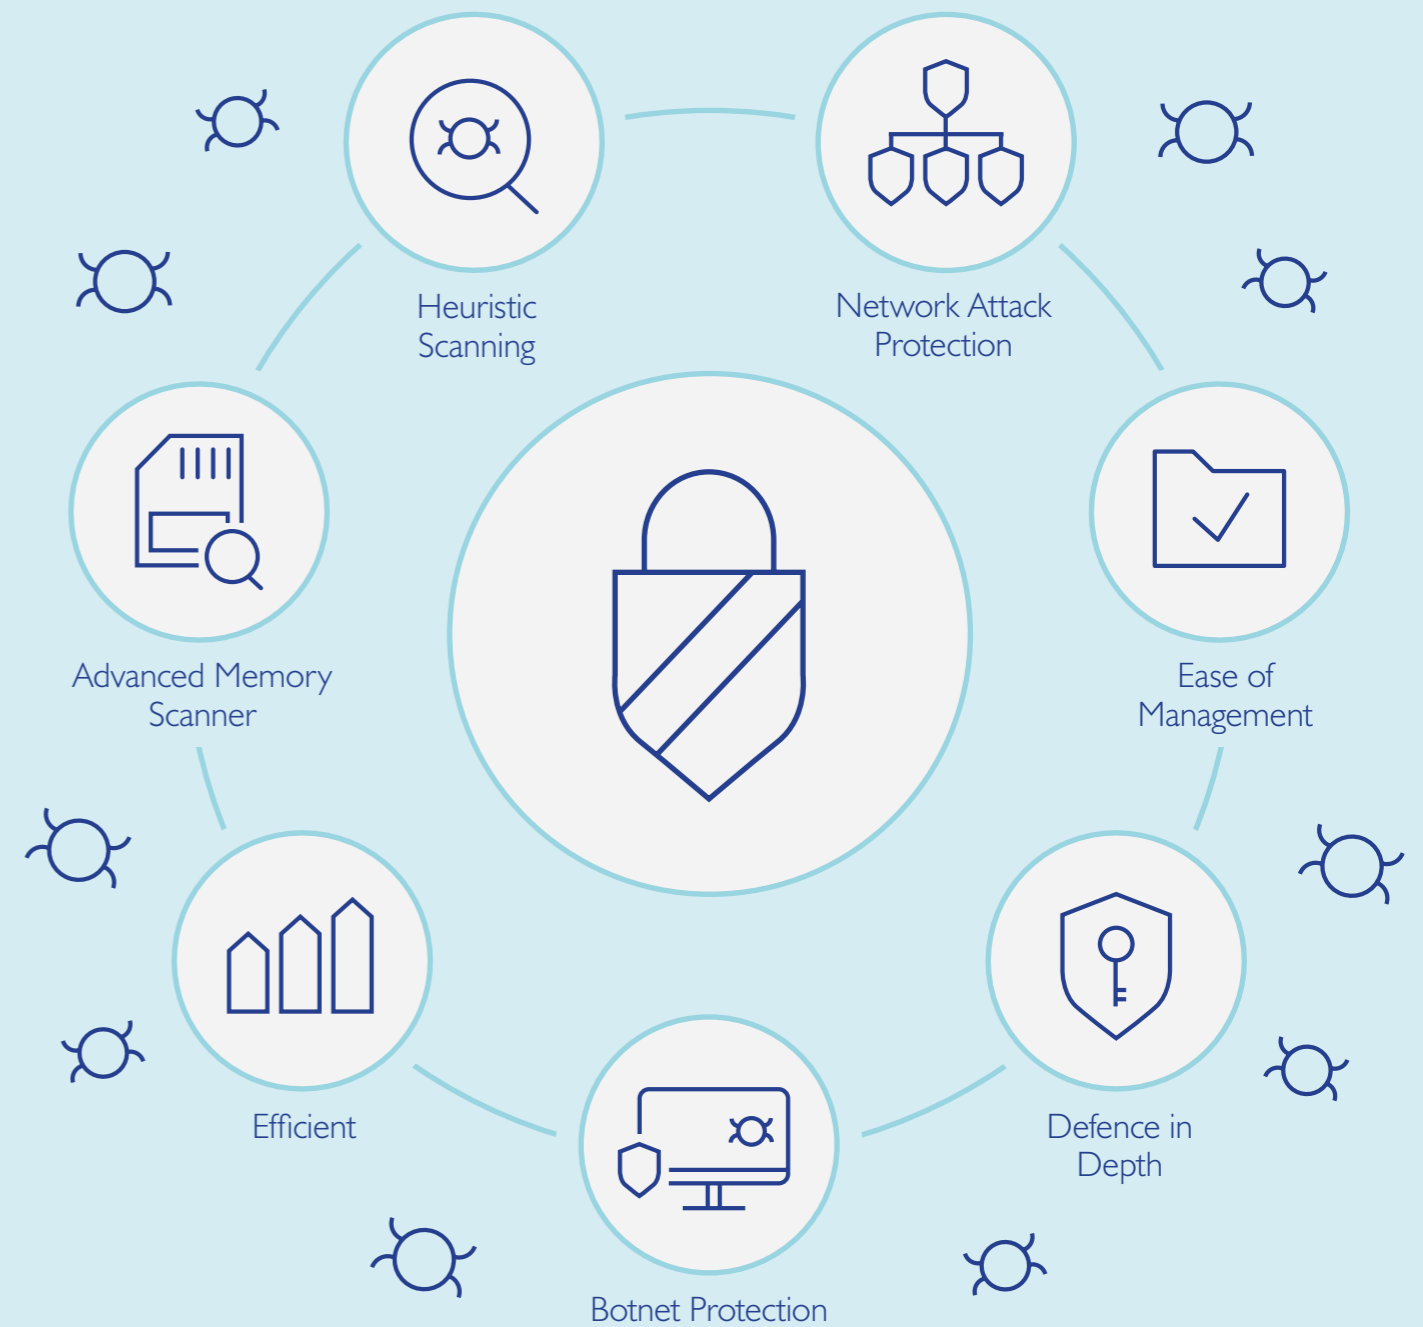 Heuristic
Scanning
Network Attack
Protection
Advanced Memory
Scanner
Ease of
Management
Efficient
Defence in
Depth
Botnet Protection